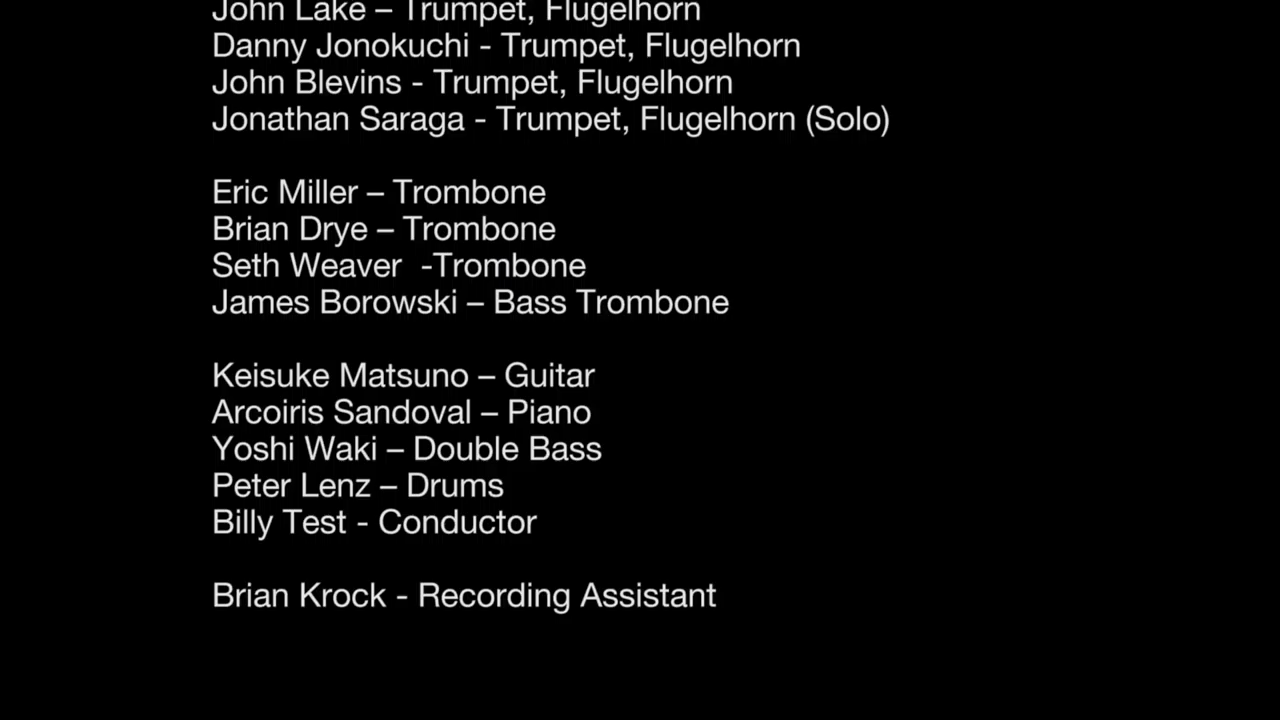 John Lake – Trumpet, Flugelhorn
Danny Jonokuchi - Trumpet, Flugelhorn
John Blevins - Trumpet, Flugelhorn
Jonathan Saraga - Trumpet, Flugelhorn (Solo)
Eric Miller – Trombone
Brian Drye – Trombone
Seth Weaver  -Trombone
James Borowski – Bass Trombone
Keisuke Matsuno – Guitar
Arcoiris Sandoval – Piano
Yoshi Waki – Double Bass
Peter Lenz – Drums
Billy Test - Conductor
Brian Krock - Recording Assistant